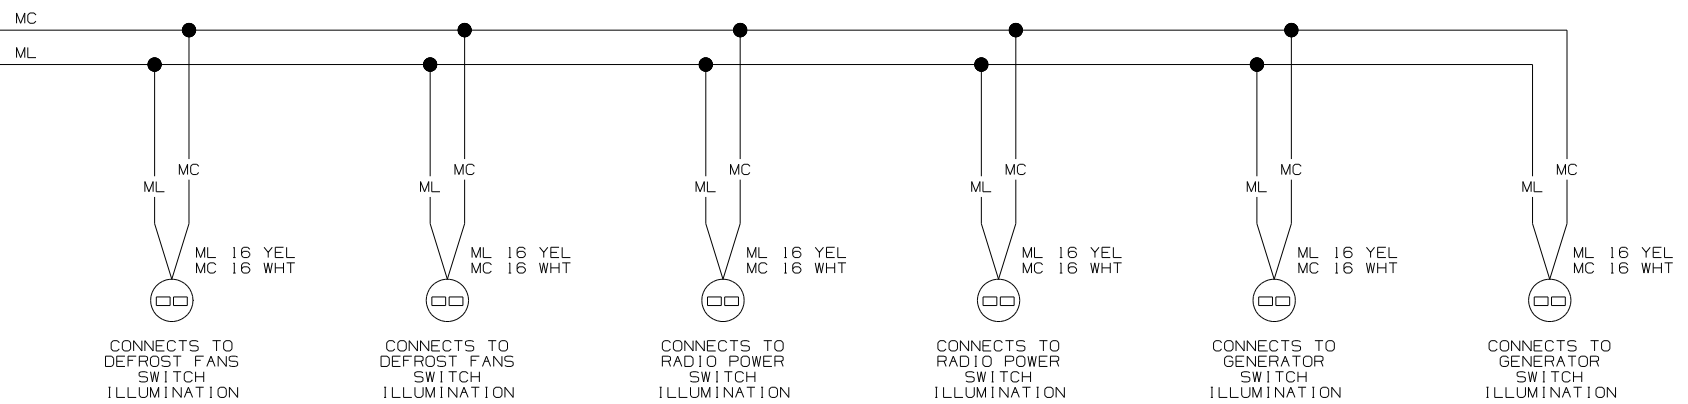 MC
ML
MC
ML
ML 16 YEL
MC 16 WHT
CONNECTS TO
DEFROST FANS
SWITCH
ILLUMINATION
MC
ML
ML 16 YEL
MC 16 WHT
CONNECTS TO
DEFROST FANS
SWITCH
ILLUMINATION
MC
ML
ML 16 YEL
MC 16 WHT
CONNECTS TO
RADIO POWER
SWITCH
ILLUMINATION
MC
ML
ML 16 YEL
MC 16 WHT
CONNECTS TO
RADIO POWER
SWITCH
ILLUMINATION
MC
ML
ML 16 YEL
MC 16 WHT
CONNECTS TO
GENERATOR
SWITCH
ILLUMINATION
MC
ML
ML 16 YEL
MC 16 WHT
CONNECTS TO
GENERATOR
SWITCH
ILLUMINATION